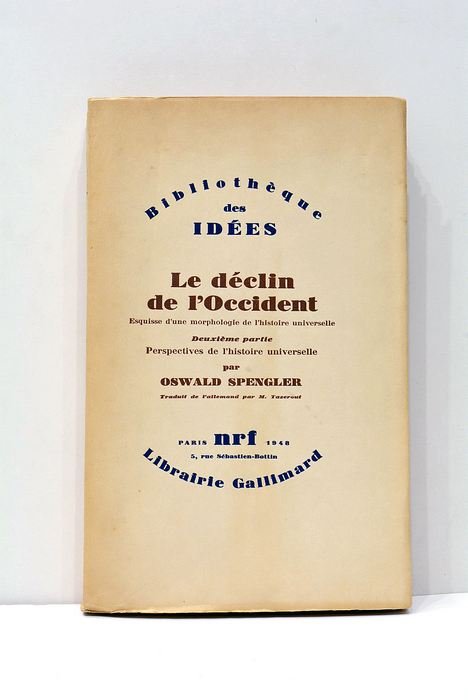 Bibliothèque
des
IDÉES
Le déclin
de l'Occident
Esquisse d'une morphologie de l'histoire universelle
Deuxième partie
Perspectives de l'histoire universelle
par
OSWALD SPENGLER
Traduit de l'allemand par M. Tazerout
PARIS nrf 1948
5, rue Sébastien-Bottin
Librairie Gallimard